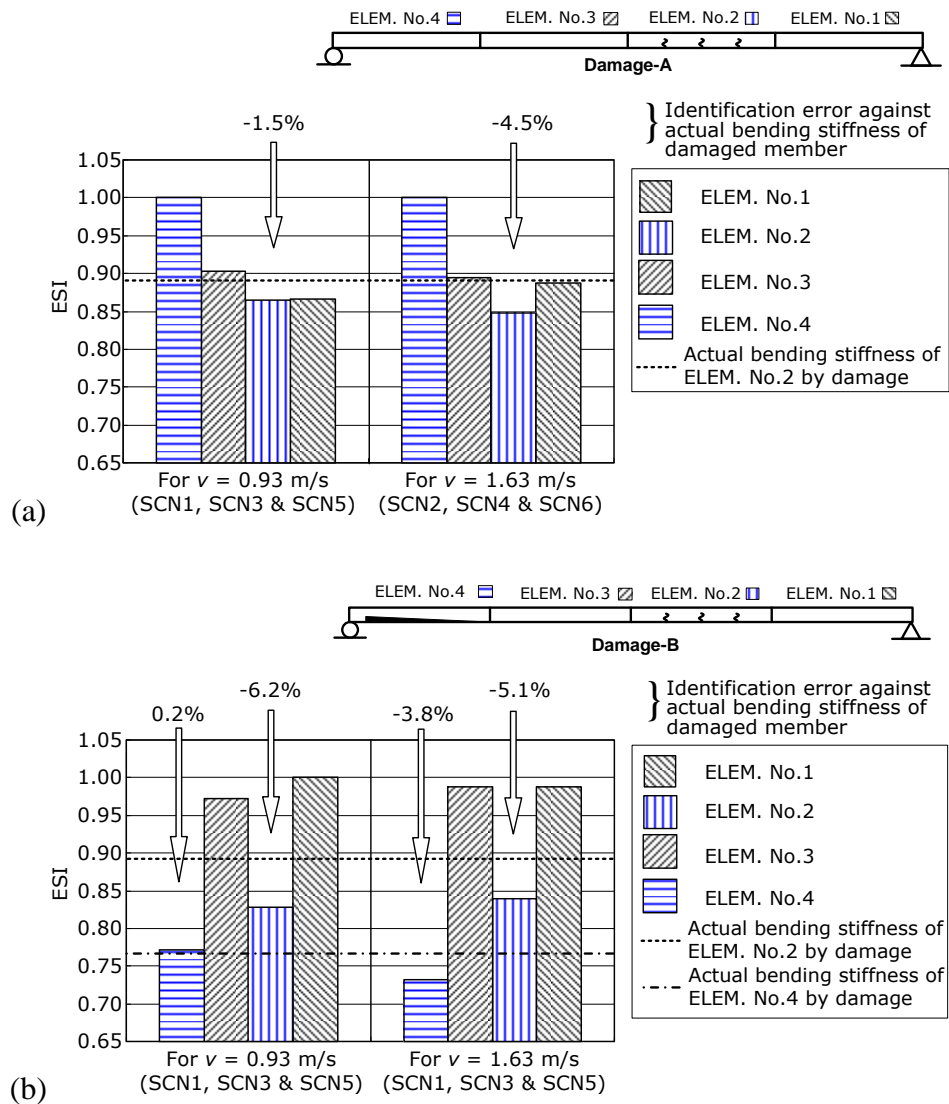 ELEM. No.4
ELEM. No.3
ELEM. No.2
ELEM. No.1
Damage-A
-1.5%
-4.5%
} Identification error against
actual bending stiffness of
damaged member
1.05
1.00
0.95
0.90
0.85
0.80
0.75
0.70
0.65
ESI
ELEM. No.1
ELEM. No.2
ELEM. No.3
ELEM. No.4
Actual bending stiffness of
ELEM. No.2 by damage
For v = 0.93 m/s
(SCN1, SCN3 & SCN5)
For v = 1.63 m/s
(SCN2, SCN4 & SCN6)
(a)
ELEM. No.4
ELEM. No.3
ELEM. No.2
ELEM. No.1
Damage-B
0.2%
-6.2%
-3.8%
-5.1%
} Identification error against
actual bending stiffness of
damaged member
1.05
1.00
0.95
0.90
0.85
0.80
0.75
0.70
0.65
ESI
ELEM. No.1
ELEM. No.2
ELEM. No.3
ELEM. No.4
Actual bending stiffness of
ELEM. No.2 by damage
Actual bending stiffness of
ELEM. No.4 by damage
For v = 0.93 m/s
(SCN1, SCN3 & SCN5)
For v = 1.63 m/s
(SCN1, SCN3 & SCN5)
(b)